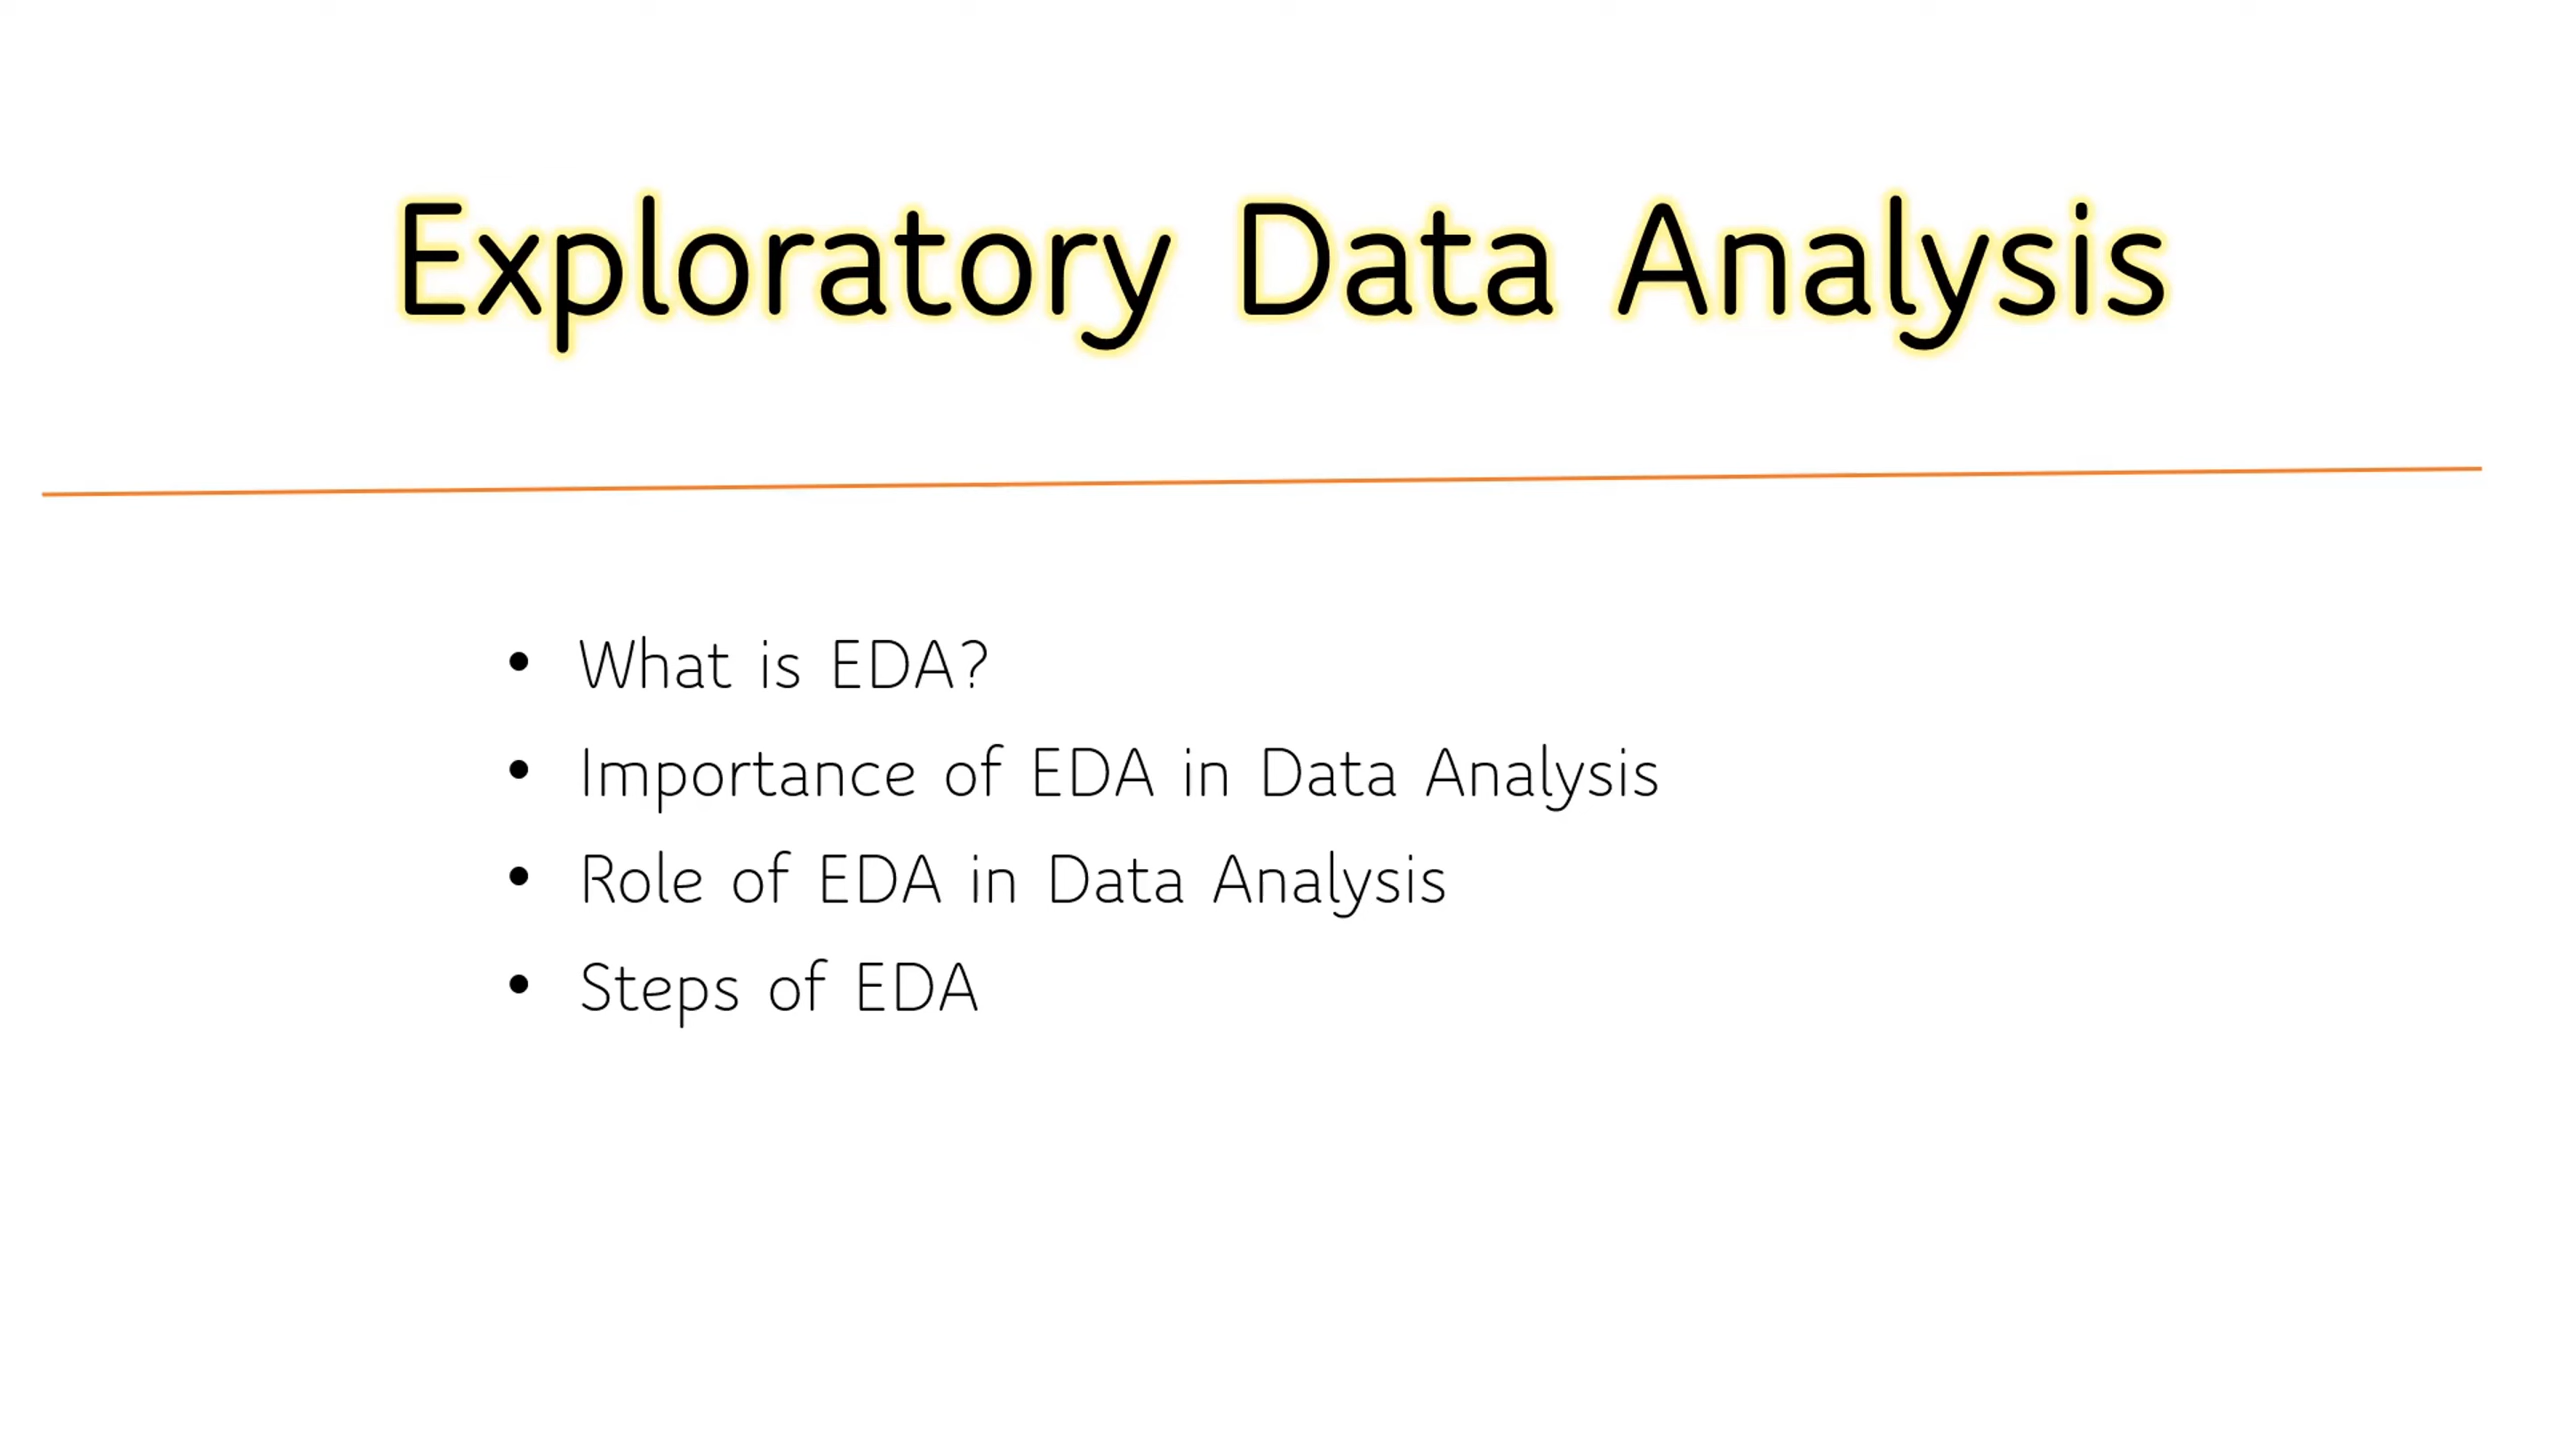 Exploratory Data Analysis
• What is EDA?
• Importance of EDA in Data Analysis
• Role of EDA in Data Analysis
• Steps of EDA